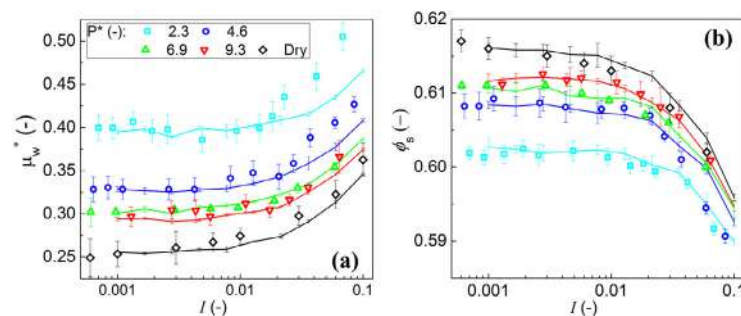 P* (-): 2.3 4.6
6.9 9.3 Dry
0.50
0.45
0.40
0.35
0.30
0.25
μw* (-)
(a)
0.001 0.01 0.1
I (-)
0.62
0.61
0.60
0.59
ϕs (−)
(b)
0.001 0.01 0.1
I (-)